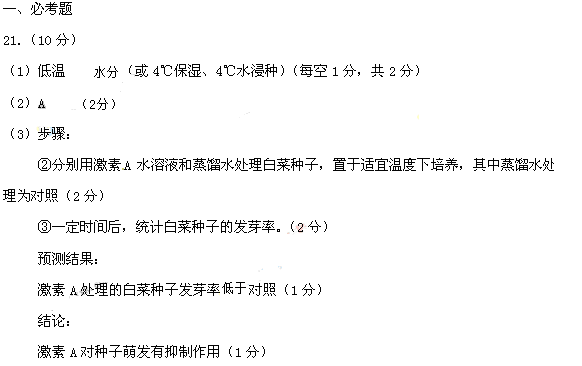 一、必考题
21.（10 分）
（1）低温 水分（或 4℃保湿、4℃水浸种）（每空 1 分，共 2 分）
（2）A （2分）
（3）步骤：
②分别用激素 A 水溶液和蒸馏水处理白菜种子，置于适宜温度下培养，其中蒸馏水处
理为对照（2 分）
③一定时间后，统计白菜种子的发芽率。（2 分）
预测结果：
激素 A 处理的白菜种子发芽率低于对照（1 分）
结论：
激素 A 对种子萌发有抑制作用（1 分）